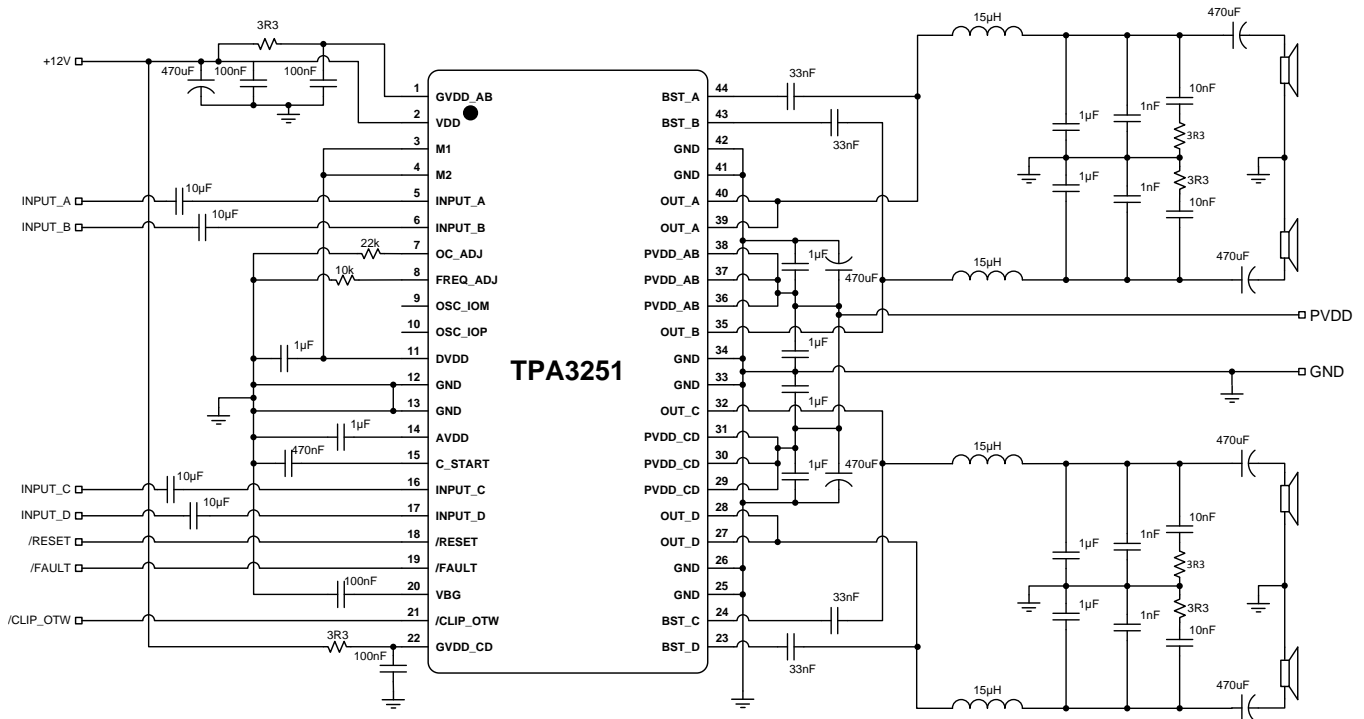 3R3
+12V
470uF
100nF
100nF
1 GVDD_AB
2 VDD
3 M1
4 M2
INPUT_A 10µF 5 INPUT_A
INPUT_B 10µF 6 INPUT_B
22k 7 OC_ADJ
10k 8 FREQ_ADJ
9 OSC_IOM
10 OSC_IOP
1µF 11 DVDD
12 GND
13 GND
1µF 14 AVDD
470nF 15 C_START
INPUT_C 10µF 16 INPUT_C
INPUT_D 10µF 17 INPUT_D
/RESET 18 /RESET
/FAULT 19 /FAULT
100nF 20 VBG
/CLIP_OTW 21 /CLIP_OTW
3R3 22 GVDD_CD
100nF
TPA3251
BST_A 44 33nF
BST_B 43 33nF
GND 42
GND 41
OUT_A 40
OUT_A 39
PVDD_AB 38
PVDD_AB 37
PVDD_AB 36
OUT_B 35
GND 34
GND 33
OUT_C 32
PVDD_CD 31
PVDD_CD 30
PVDD_CD 29
OUT_D 28
OUT_D 27
GND 26
GND 25
BST_C 24 33nF
BST_D 23 33nF
1µF
470uF
1µF
1µF
1µF
470uF
PVDD
GND
15µH
470uF
1µF
1nF
10nF
3R3
1µF
1nF
3R3
10nF
15µH
470uF
15µH
470uF
1µF
1nF
10nF
3R3
1µF
1nF
3R3
10nF
15µH
470uF